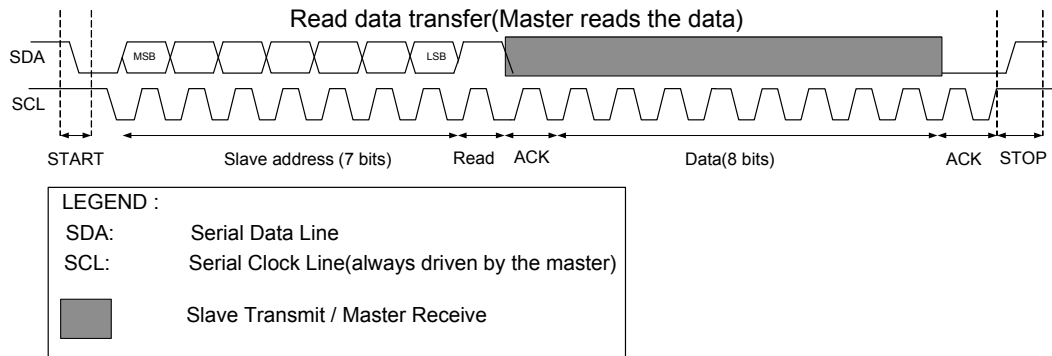 Read data transfer(Master reads the data)
SDA
MSB
LSB
SCL
START
Slave address (7 bits)
Read
ACK
Data(8 bits)
ACK
STOP
LEGEND :
SDA: Serial Data Line
SCL: Serial Clock Line(always driven by the master)
Slave Transmit / Master Receive